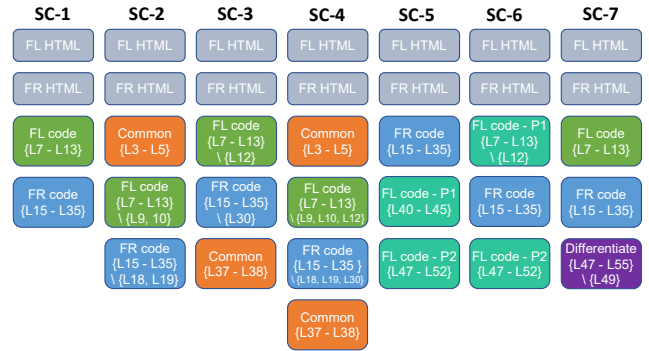 SC-1 SC-2 SC-3 SC-4 SC-5 SC-6 SC-7
FL HTML FL HTML FL HTML FL HTML FL HTML FL HTML FL HTML
FR HTML FR HTML FR HTML FR HTML FR HTML FR HTML FR HTML
FL code
{L7 - L13}
Common
{L3 - L5}
FL code
{L7 - L13}
\ {L12}
Common
{L3 - L5}
FR code
{L15 - L35}
FL code - P1
{L7 - L13}
\ {L12}
FL code
{L7 - L13}
FR code
{L15 - L35}
FL code
{L7 - L13}
\ {L9, 10}
FR code
{L15 - L35}
\ {L30}
FL code
{L7 - L13}
\ {L9, L10, L12}
FL code - P1
{L40 - L45}
FR code
{L15 - L35}
FR code
{L15 - L35}
FR code
{L15 - L35}
\ {L18, L19}
Common
{L37 - L38}
FR code
{L15 - L35 }
\ {L18, L19, L30}
FL code - P2
{L47 - L52}
FL code - P2
{L47 - L52}
Differentiate
{L47 - L55}
\ {L49}
Common
{L37 - L38}